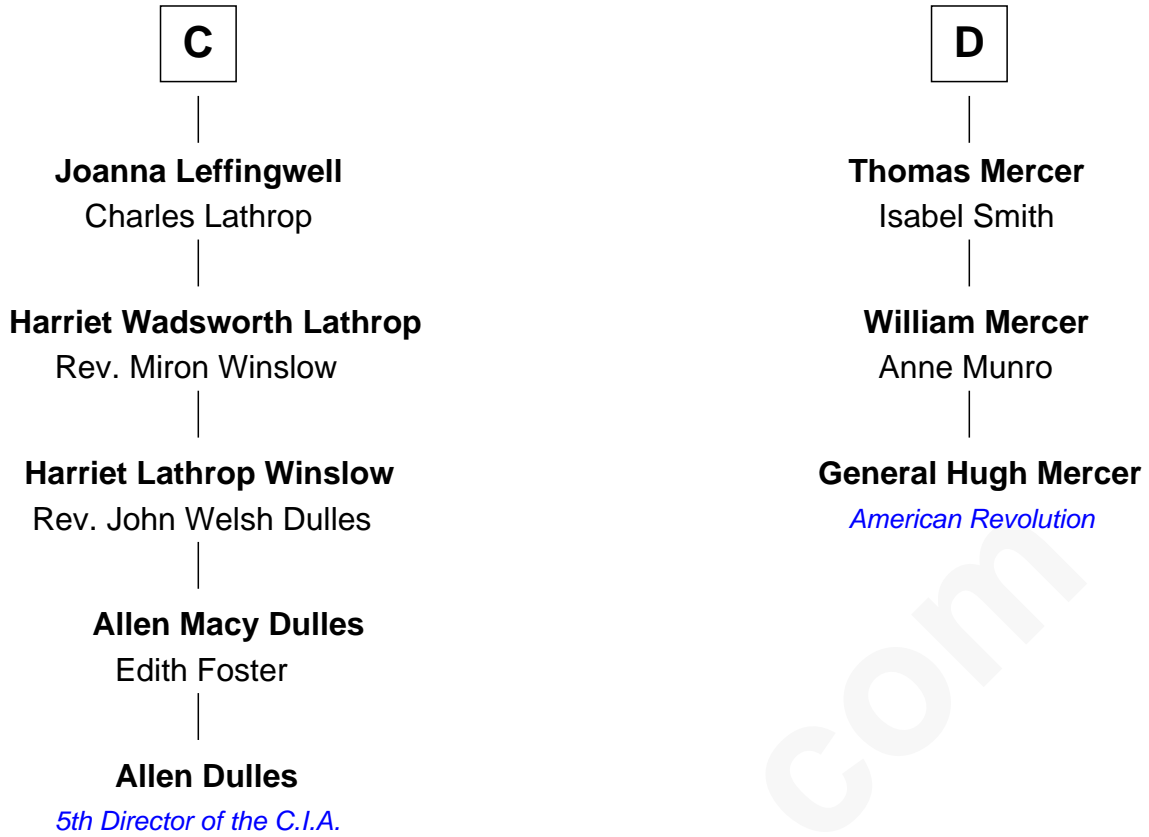 C
Joanna Leffingwell
Charles Lathrop
Harriet Wadsworth Lathrop
Rev. Miron Winslow
Harriet Lathrop Winslow
Rev. John Welsh Dulles
Allen Macy Dulles
Edith Foster
Allen Dulles
5th Director of the C.I.A.
D
Thomas Mercer
Isabel Smith
William Mercer
Anne Munro
General Hugh Mercer
American Revolution
com